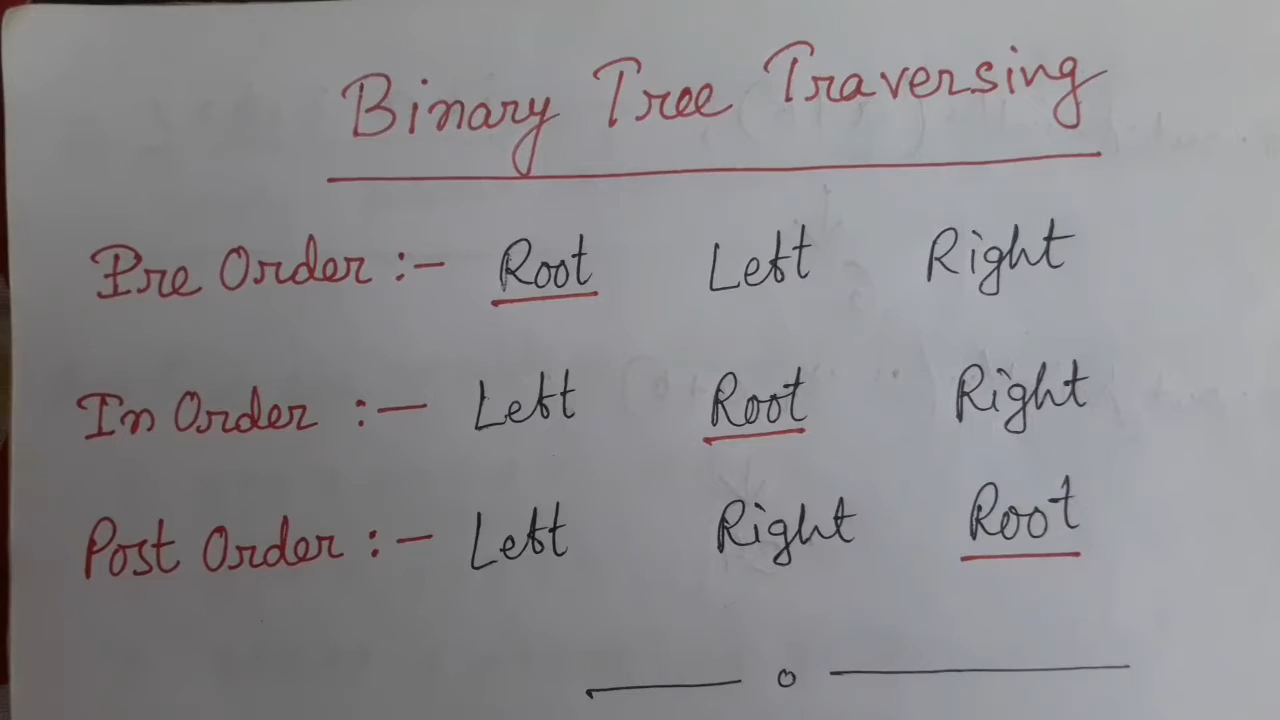 Binary Tree Traversing
Pre Order :- Root Left Right
In Order :- Left Root Right
Post Order :- Left Right Root